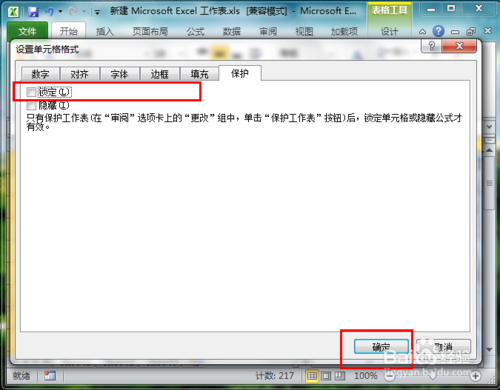 新建 Microsoft Excel 工作表.xls [兼容模式] - Microsoft E...
表格工具
文件 开始 插入 页面布局 公式 数据 审阅 视图 加载项 设计
设置单元格格式
数字 对齐 字体 边框 填充 保护
锁定(L)
隐藏(I)
只有保护工作表(在“审阅”选项卡上的“更改”组中，单击“保护工作表”按钮)后，锁定单元格或隐藏公式才
有效。
确定 取消
Baidu 经验
jingyan.baidu.com
就绪 计数: 217 100%